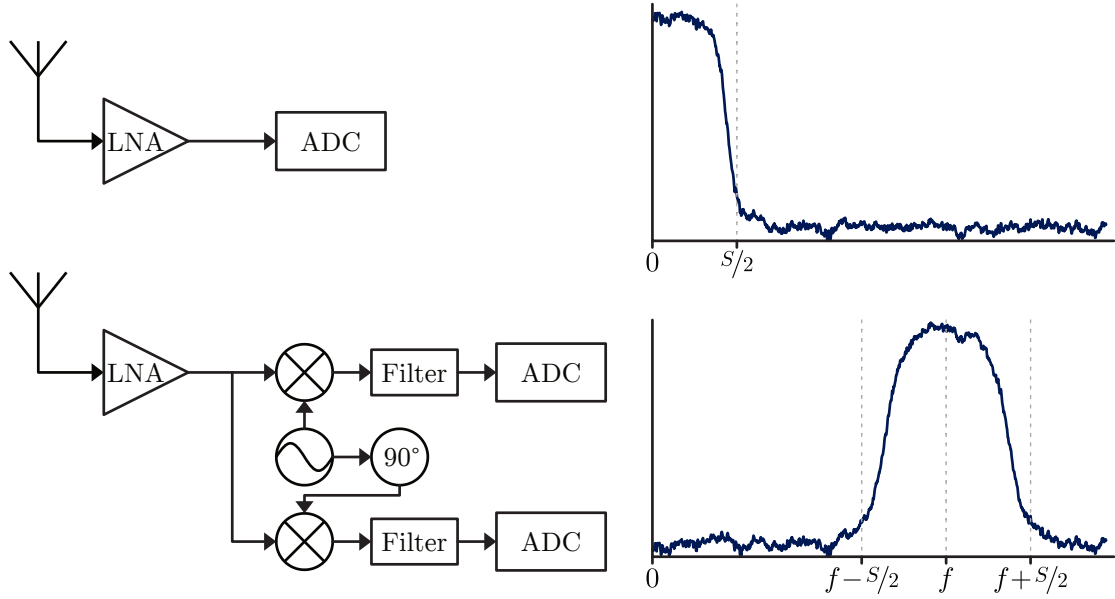 LNA
ADC
0
S/2
LNA
Filter
ADC
90°
Filter
ADC
0
f−S/2
f
f+S/2